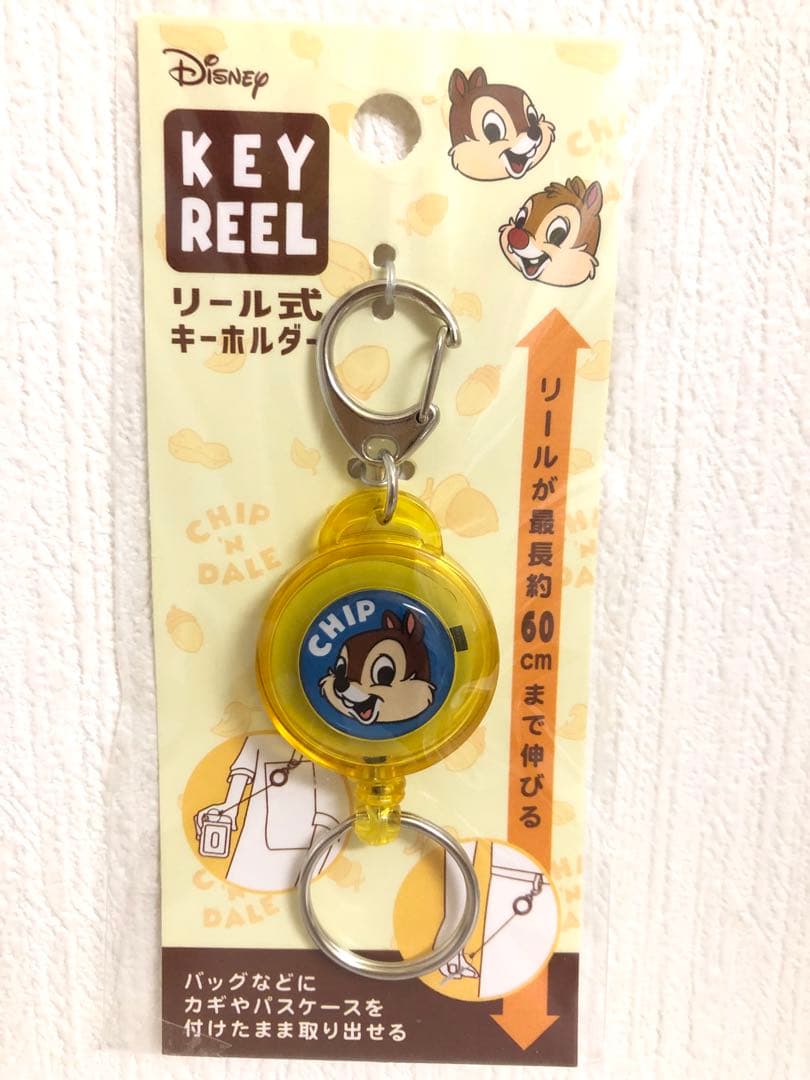 Disney
KEY
REEL
リール式
キーホルダー
リールが最長約60cmまで伸びる
CHIP
CHIP
'N
DALE
バッグなどに
カギやパスケースを
付けたまま取り出せる